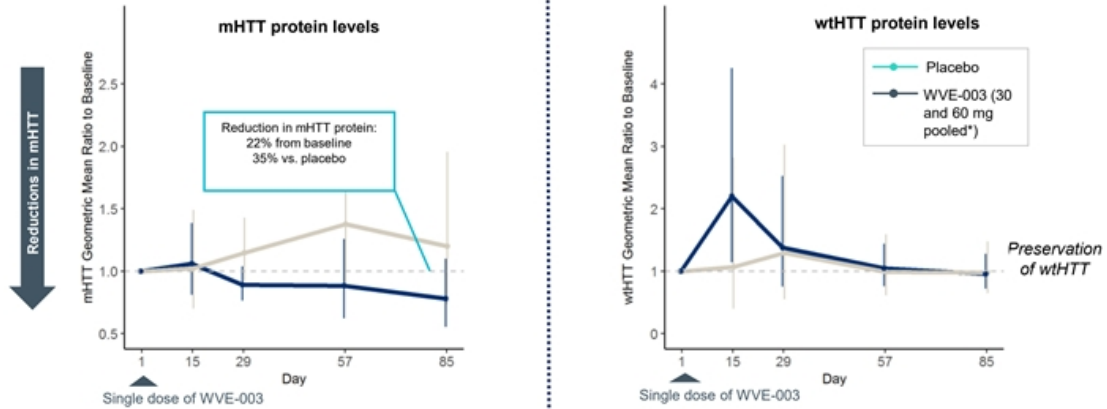 Reductions in mHTT
mHTT protein levels
mHTT Geometric Mean Ratio to Baseline
2.5
2.0
1.5
1.0
0.5
Reduction in mHTT protein:
22% from baseline
35% vs. placebo
1 15 29 57 85
Day
Single dose of WVE-003
wtHTT protein levels
wtHTT Geometric Mean Ratio to Baseline
4
3
2
1
0
Placebo
WVE-003 (30
and 60 mg
pooled*)
Preservation
of wtHTT
1 15 29 57 85
Day
Single dose of WVE-003